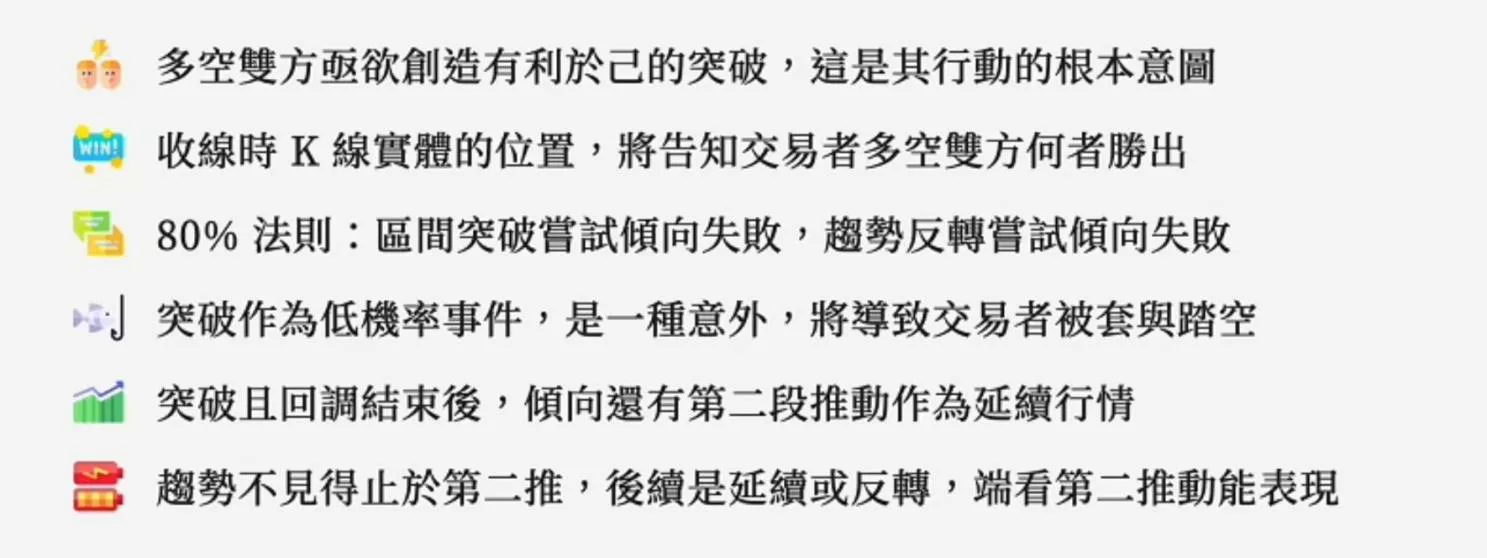 多空雙方亟欲創造有利於己的突破，這是其行動的根本意圖
WIN!
收線時 K 線實體的位置，將告知交易者多空雙方何者勝出
80% 法則：區間突破嘗試傾向失敗，趨勢反轉嘗試傾向失敗
突破作為低機率事件，是一種意外，將導致交易者被套與踏空
突破且回調結束後，傾向還有第二段推動作為延續行情
趨勢不見得止於第二推，後續是延續或反轉，端看第二推動能表現